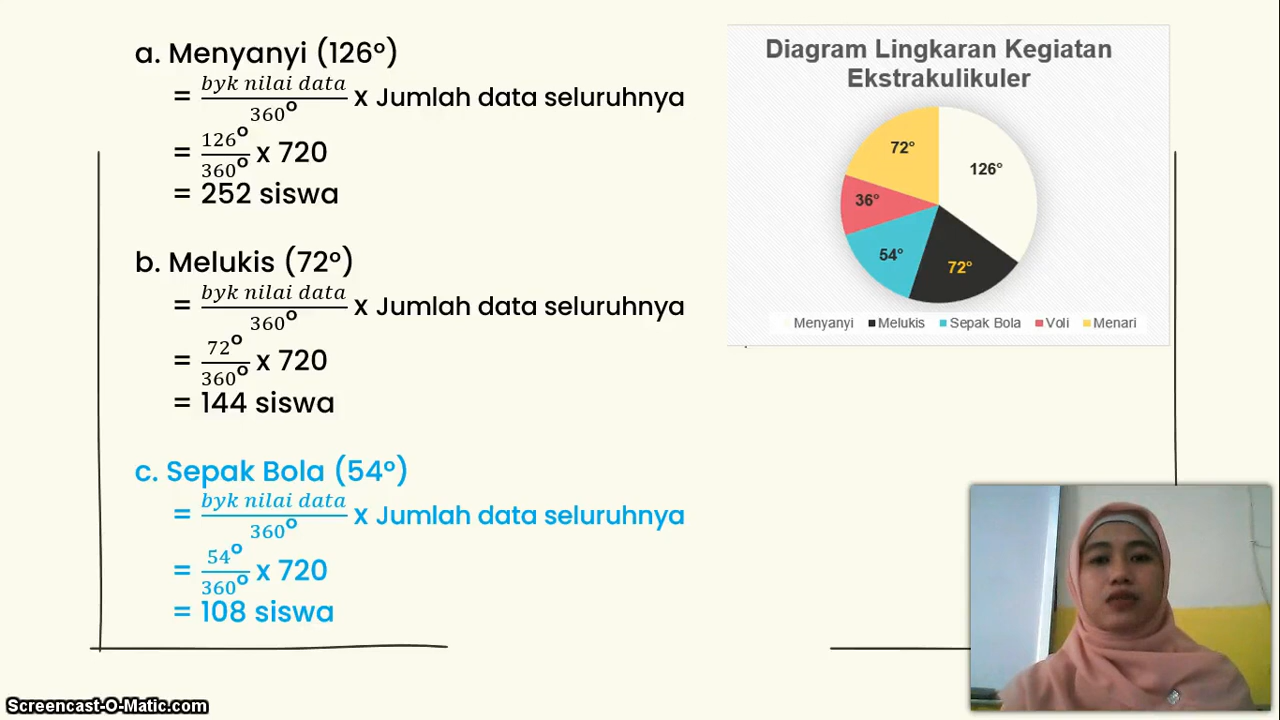 a. Menyanyi (126°)
= byk nilai data / 360° x Jumlah data seluruhnya
= 126° / 360° x 720
= 252 siswa
b. Melukis (72°)
= byk nilai data / 360° x Jumlah data seluruhnya
= 72° / 360° x 720
= 144 siswa
c. Sepak Bola (54°)
= byk nilai data / 360° x Jumlah data seluruhnya
= 54° / 360° x 720
= 108 siswa
Diagram Lingkaran Kegiatan
Ekstrakulikuler
72°
126°
36°
54°
72°
Menyanyi Melukis Sepak Bola Voli Menari
Screencast-O-Matic.com